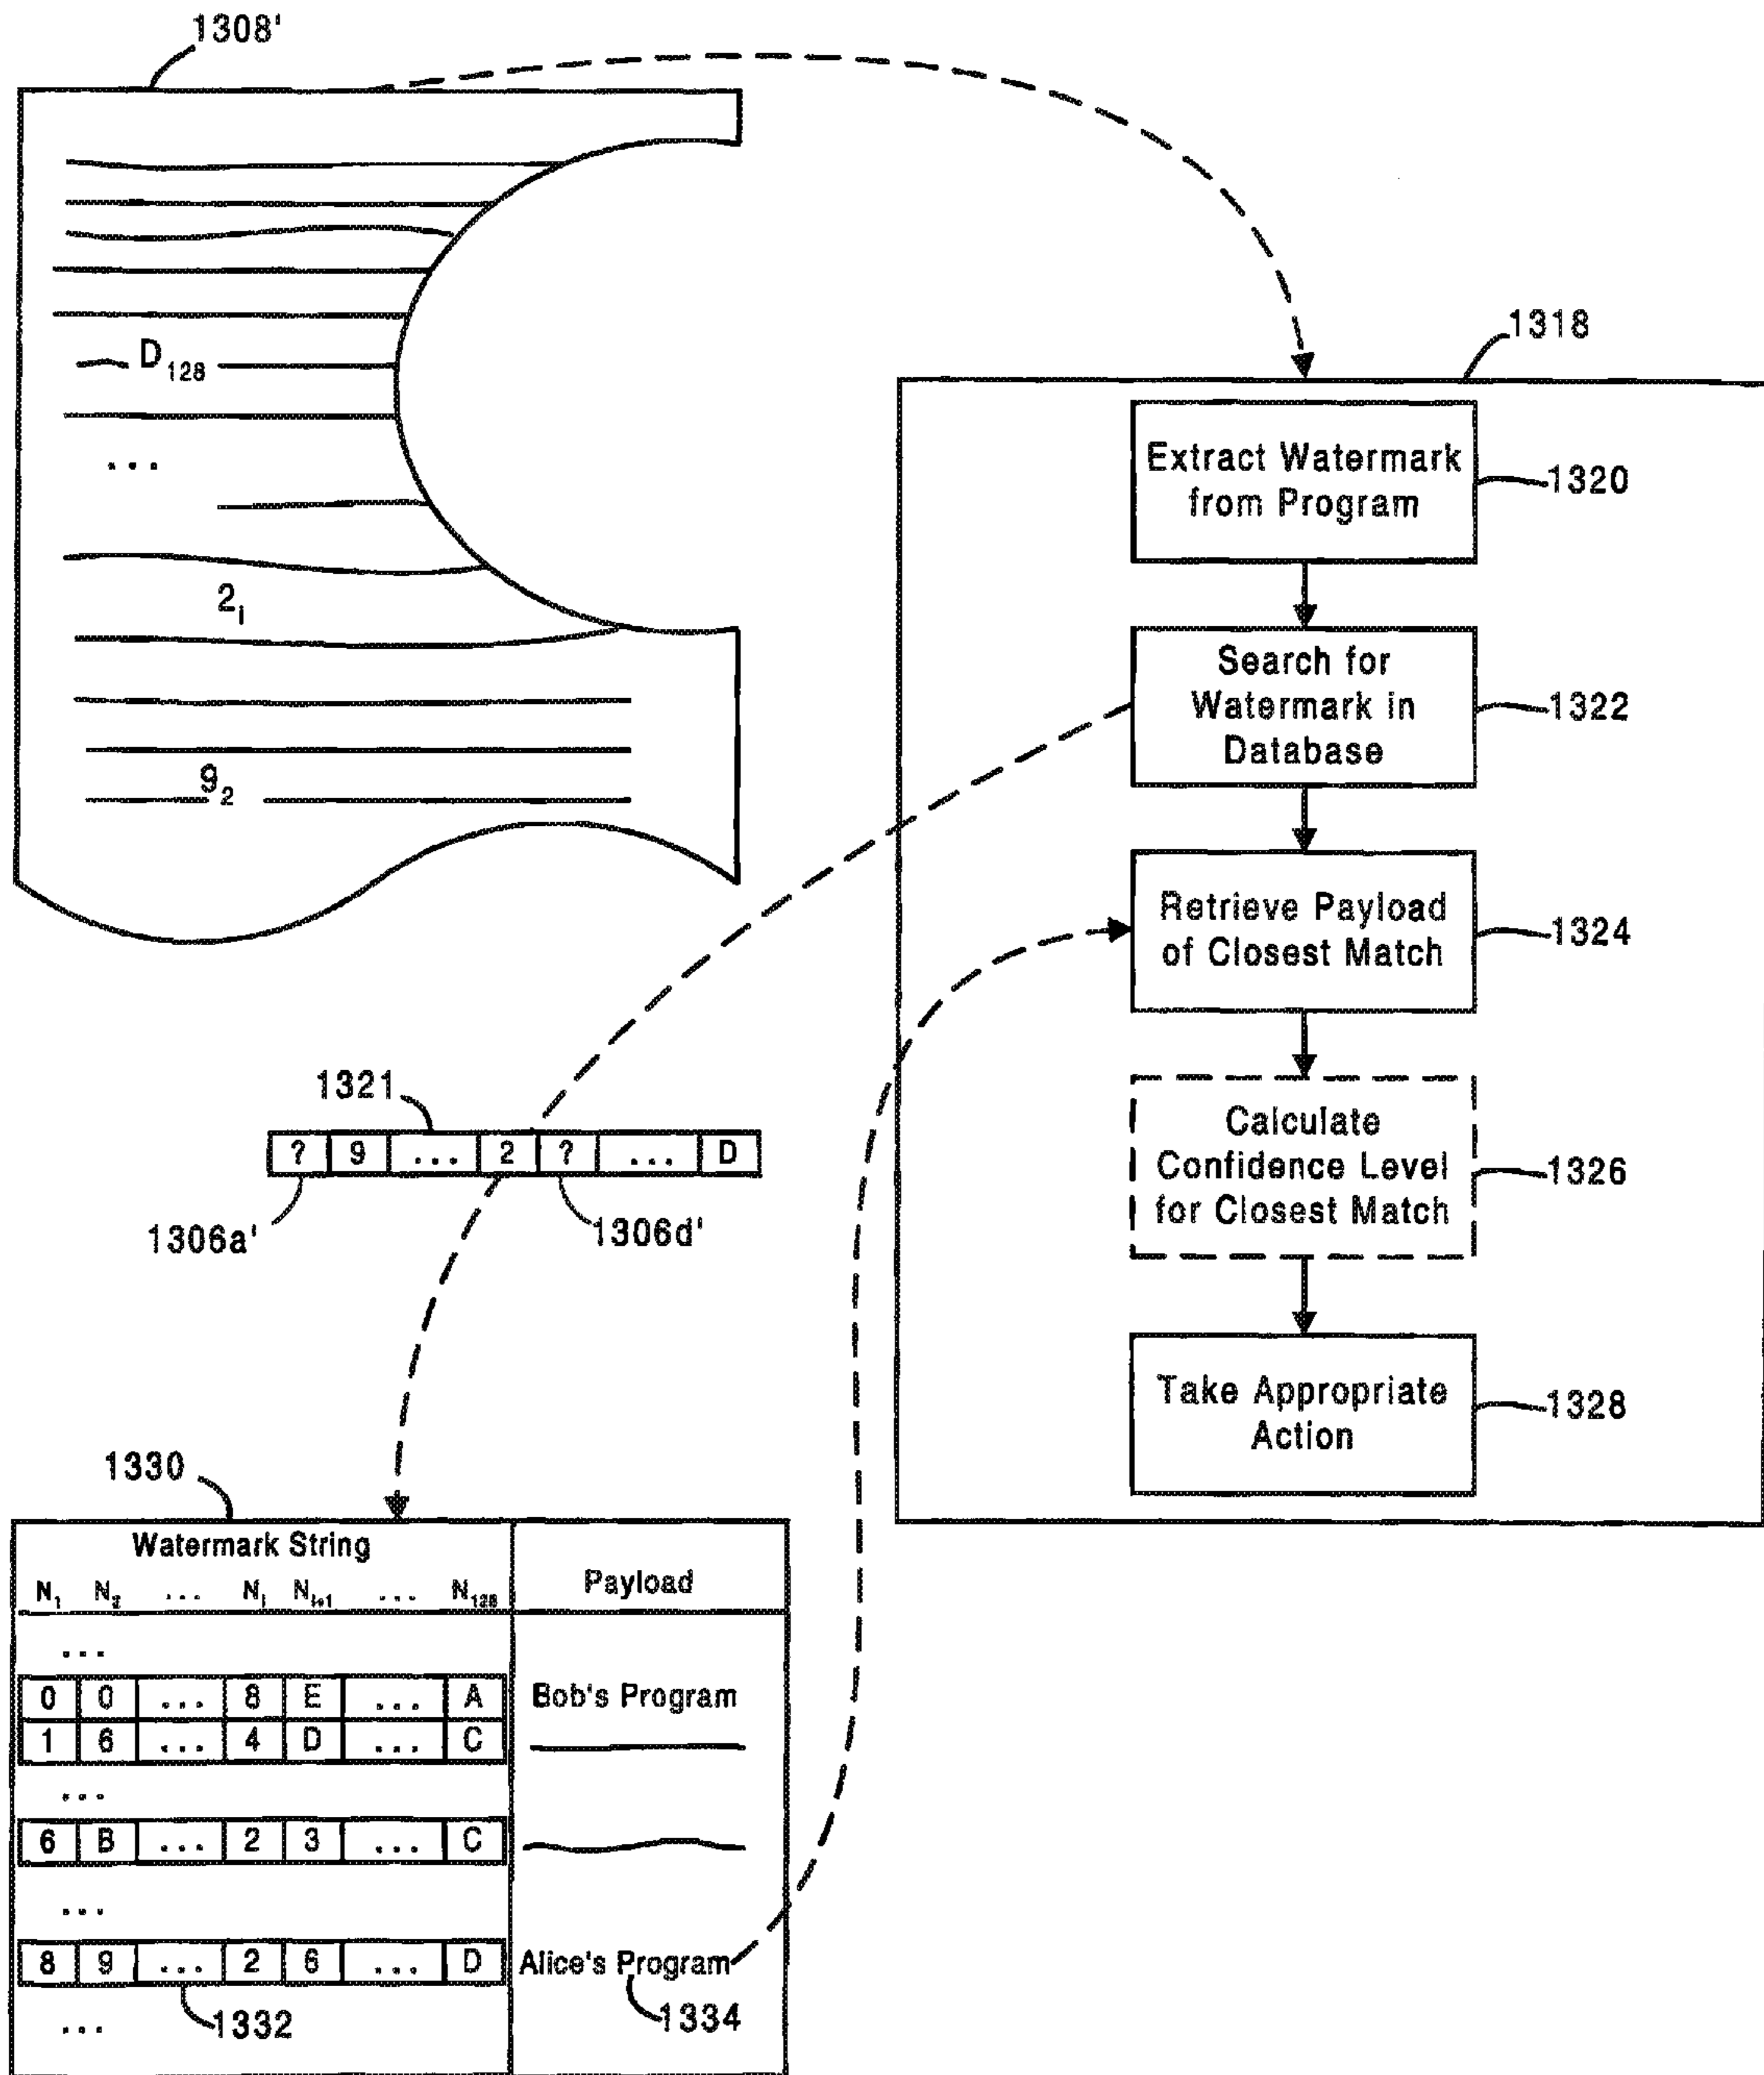 1308'
D128
...
2i
92
1318
Extract Watermark
from Program
1320
Search for
Watermark in
Database
1322
Retrieve Payload
of Closest Match
1324
Calculate
Confidence Level
for Closest Match
1326
Take Appropriate
Action
1328
1321
? 9 ... 2 ? ... D
1306a' 1306d'
1330
Watermark String
Payload
N1 N2 ... Ni Ni+1 ... N128
...
0 0 ... 8 E ... A Bob's Program
1 6 ... 4 D ... C
...
6 B ... 2 3 ... C
...
8 9 ... 2 6 ... D Alice's Program
1332 1334
...